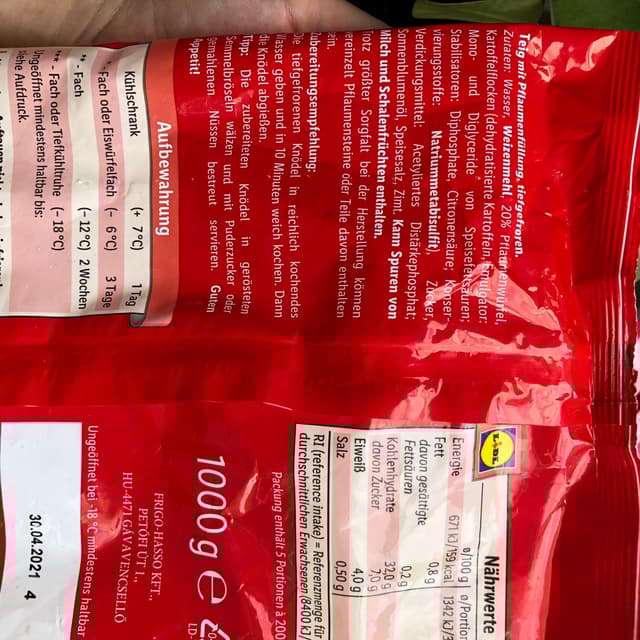 Teig mit Pflaumenfüllung, tiefgefroren.
Zutaten: Wasser, Weizenmehl, 20% Pflaumenwürfel,
Kartoffelflocken (dehydratisierte Kartoffeln, Emulgator:
Mono- und Diglyceride von Speisefettsäuren,
Stabilisatoren: Diphosphate, Citronensäure; Konser-
vierungsstoffe: Natriummetabisulfit), Zucker,
Verdickungsmittel: Acetyliertes Distärkephosphat;
Sonnenblumenöl, Speisesalz, Zimt. Kann Spuren von
Milch und Schalenfrüchten enthalten.
Trotz größter Sorgfalt bei der Herstellung können
vereinzelt Pflaumensteine oder Teile davon enthalten
sein.
Zubereitungsempfehlung:
Die tiefgefrorenen Knödel in reichlich kochendes
Wasser geben und in 10 Minuten weich kochen. Dann
die Knödel abgießen.
Tipp: Die zubereiteten Knödel in gerösteten
Semmelbröseln wälzen und mit Puderzucker oder
gemahlenen Nüssen bestreut servieren. Guten
Appetit!
Aufbewahrung
Kühlschrank (+ 7°C) 1 Tag
*- Fach oder Eiswürfelfach (- 6°C) 3 Tage
**- Fach (- 12°C) 2 Wochen
***- Fach oder Tiefkühltruhe (- 18°C)
Ungeöffnet mindestens haltbar bis:
siehe Aufdruck.
LIDL
Nährwerte
ø/100 g ø/Portion
Energie 671 kJ/159 kcal 1342 kJ/3
Fett 0,8 g
davon gesättigte
Fettsäuren 0,2 g
Kohlenhydrate 32,0 g
davon Zucker 7,0 g
Eiweiß 4,0 g
Salz 0,50 g
RI (reference intake) = Referenzmenge für
durchschnittlichen Erwachsenen (8400 kJ/
Packung enthält 5 Portionen à 200
1000g e
FRIGO-HASSO KFT.,
PETŐFI ÚT 1.,
HU-4471 GÁVAVENCSELLŐ
Ungeöffnet bei -18 °C mindestens haltbar
30.04.2021 4